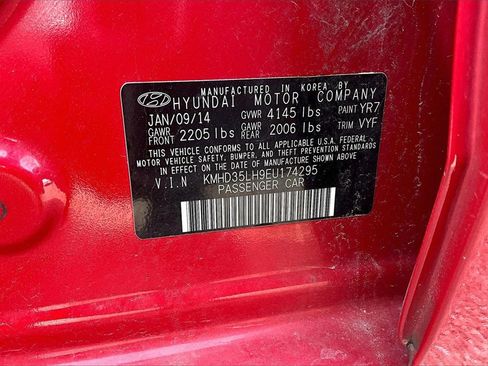 MANUFACTURED IN KOREA BY
HYUNDAI MOTOR COMPANY
JAN/09/14 GVWR 4145 lbs PAINT YR7
GAWR FRONT 2205 lbs GAWR REAR 2006 lbs TRIM VYF
THIS VEHICLE CONFORMS TO ALL APPLICABLE U.S.A. FEDERAL
MOTOR VEHICLE SAFETY, BUMPER, AND THEFT PREVENTION STANDARDS
IN EFFECT ON THE DATE OF MANUFACTURE SHOWN ABOVE.
V.I.N KMHD35LH9EU174295
PASSENGER CAR